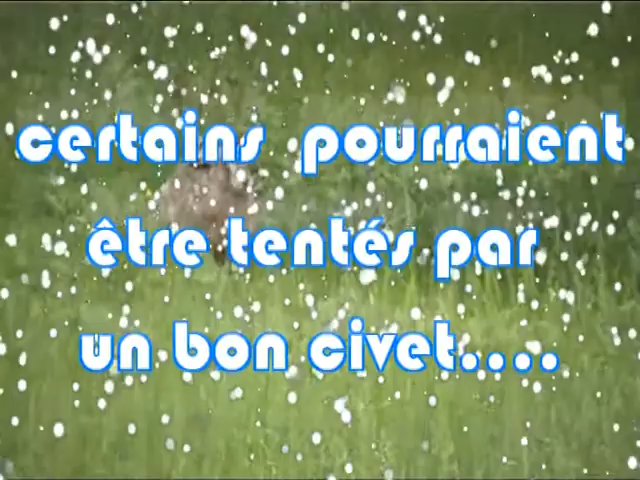 certains pourraient
être tentés par
un bon civet....